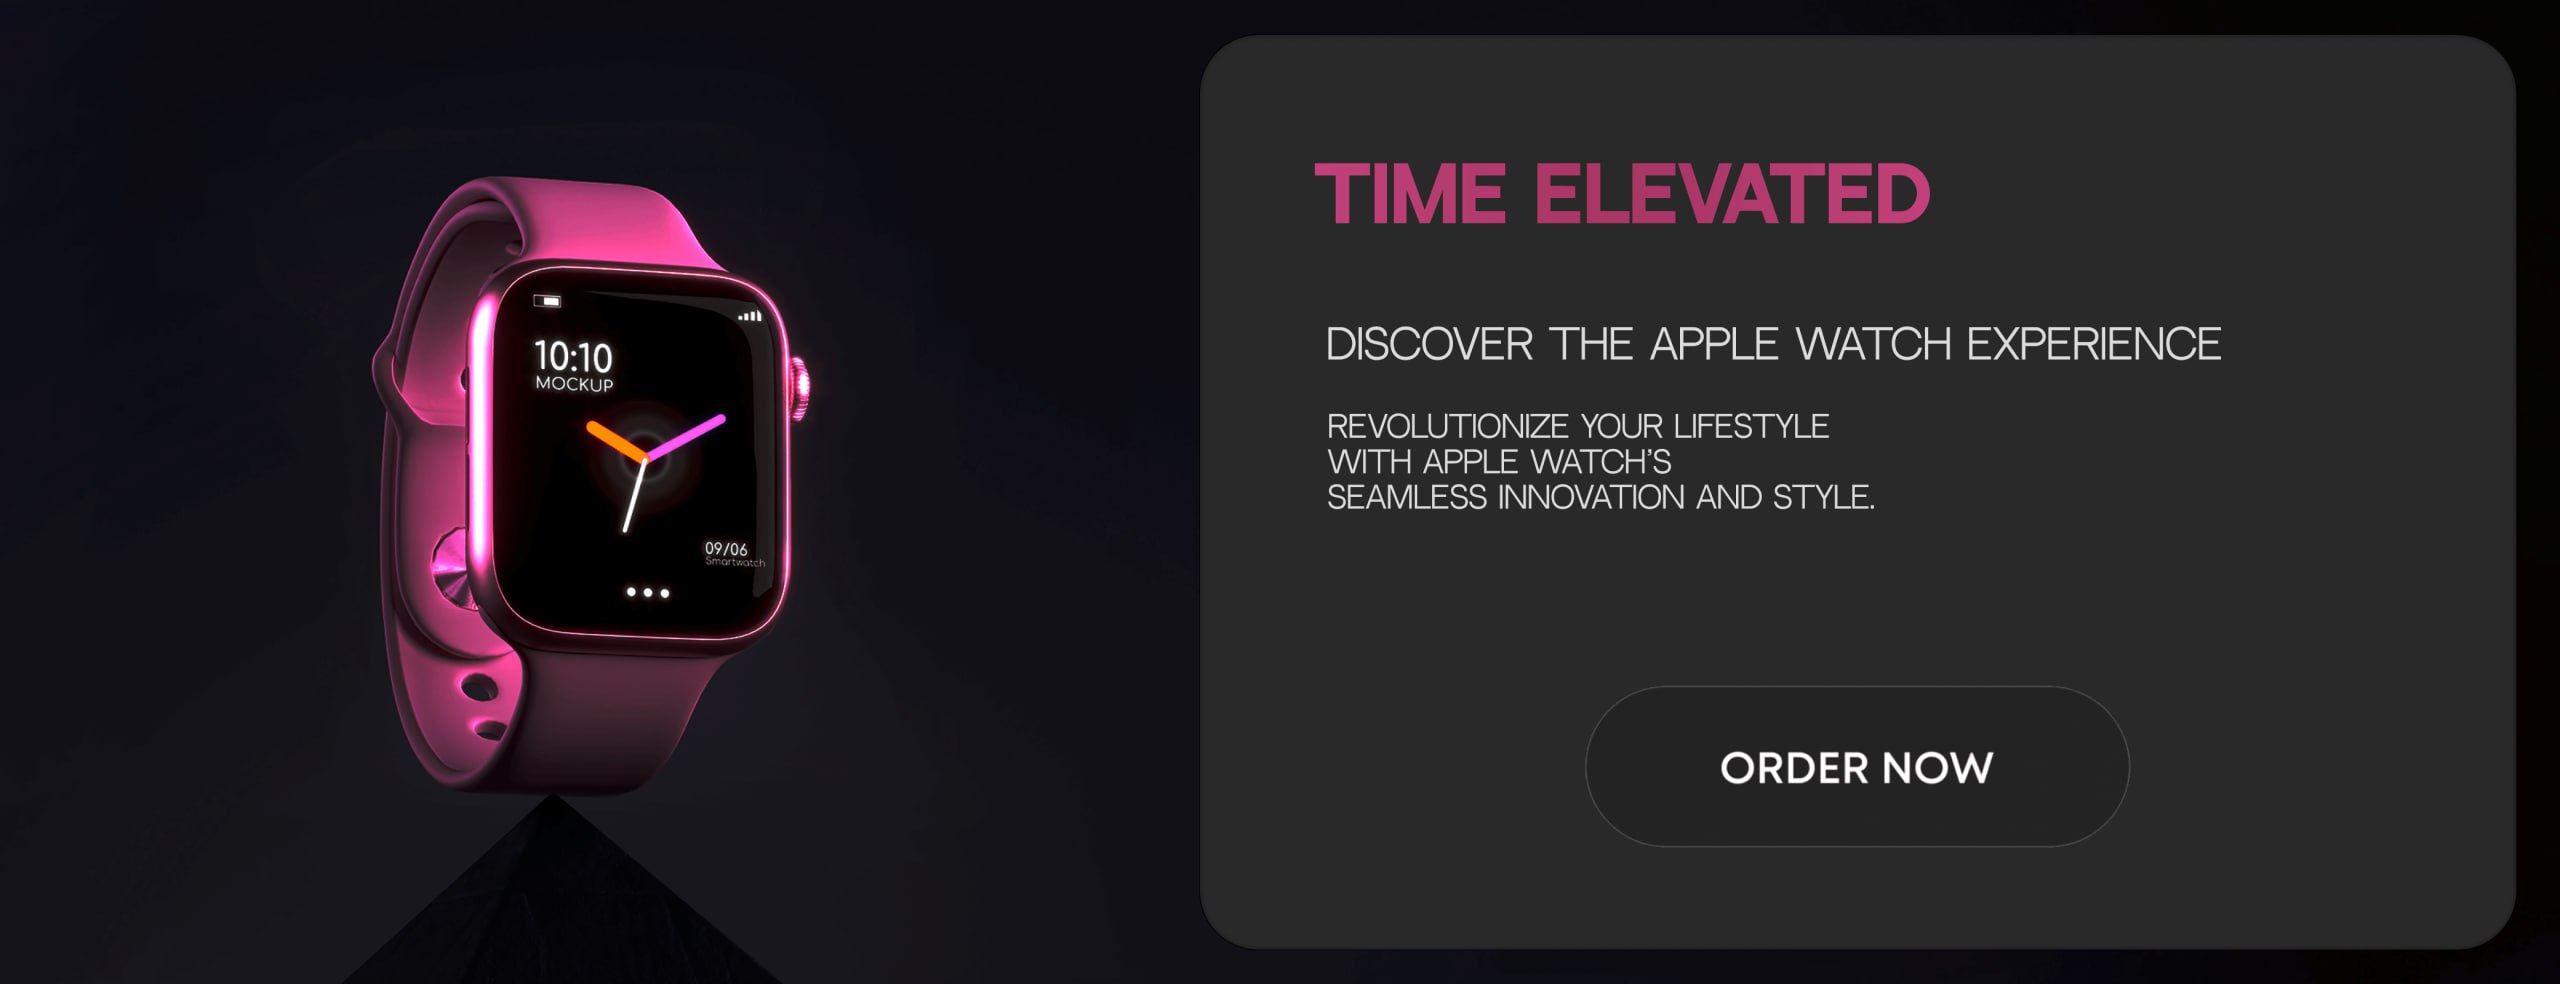 10:10
MOCKUP
09/06
Smartwatch
TIME ELEVATED
DISCOVER THE APPLE WATCH EXPERIENCE
REVOLUTIONIZE YOUR LIFESTYLE
WITH APPLE WATCH’S
SEAMLESS INNOVATION AND STYLE.
ORDER NOW